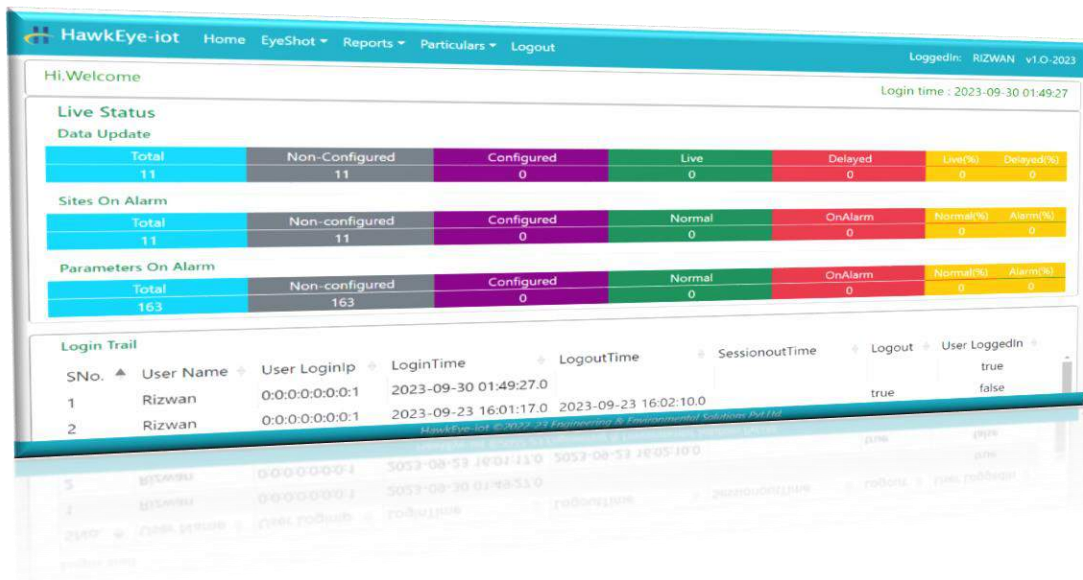 HawkEye-iot Home EyeShot Reports Particulars Logout LoggedIn: RIZWAN v1.O-2023
Hi,Welcome Login time : 2023-09-30 01:49:27
Live Status
Data Update
Total Non-Configured Configured Live Delayed Live(%) Delayed(%)
11 11 0 0 0 0 0
Sites On Alarm
Total Non-configured Configured Normal OnAlarm Normal(%) Alarm(%)
11 11 0 0 0 0 0
Parameters On Alarm
Total Non-configured Configured Normal OnAlarm Normal(%) Alarm(%)
163 163 0 0 0 0 0
Login Trail
SNo. User Name User LoginIp LoginTime LogoutTime SessionoutTime Logout User LoggedIn
1 Rizwan 0:0:0:0:0:0:0:1 2023-09-30 01:49:27.0 true
2 Rizwan 0:0:0:0:0:0:0:1 2023-09-23 16:01:17.0 2023-09-23 16:02:10.0 true false
HawkEye-iot ©2022-23 Engineering & Environmental Solutions Pvt Ltd